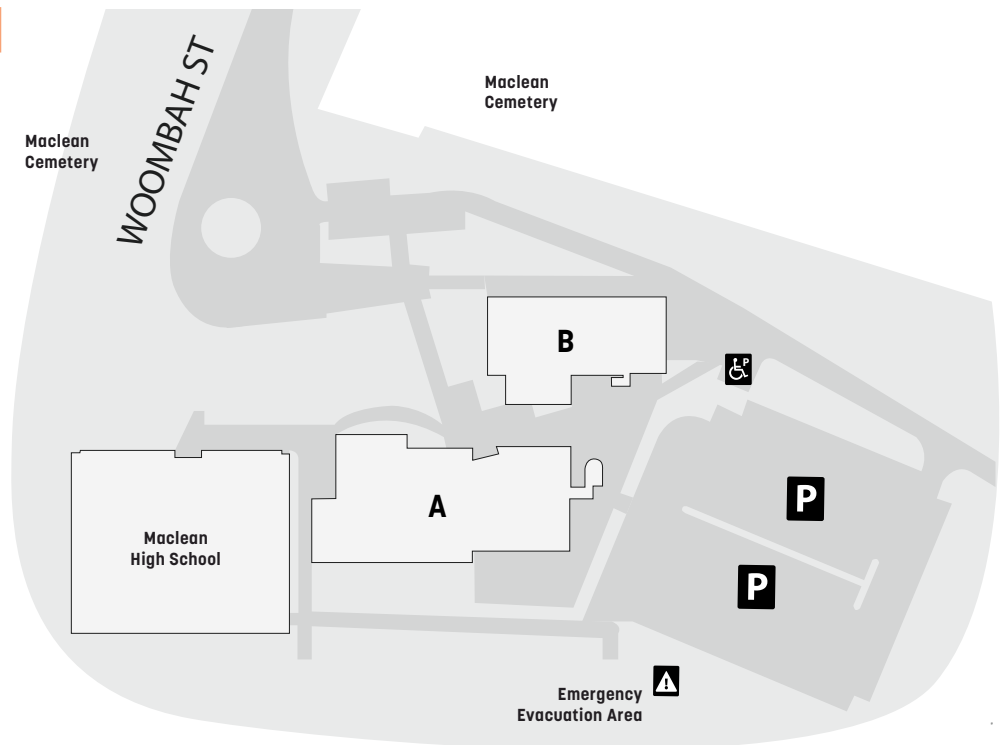 WOOMBAH ST
Maclean
Cemetery
Maclean
Cemetery
B
P
A
P
Maclean
High School
P
Emergency
Evacuation Area